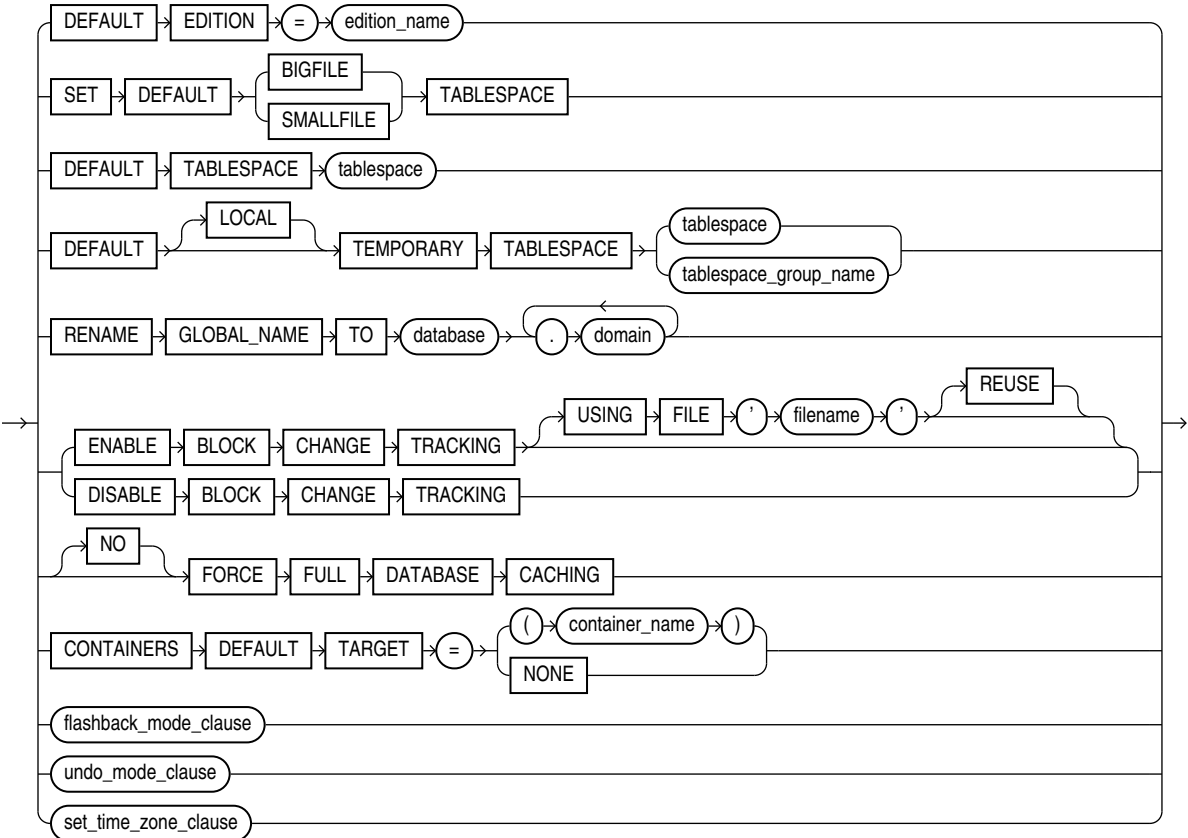 DEFAULT EDITION = edition_name
BIGFILE
SET DEFAULT TABLESPACE
SMALLFILE
DEFAULT TABLESPACE tablespace
LOCAL
tablespace
DEFAULT TEMPORARY TABLESPACE
tablespace_group_name
RENAME GLOBAL_NAME TO database . domain
REUSE
USING FILE ' filename '
ENABLE BLOCK CHANGE TRACKING
DISABLE BLOCK CHANGE TRACKING
NO
FORCE FULL DATABASE CACHING
( container_name )
CONTAINERS DEFAULT TARGET =
NONE
flashback_mode_clause
undo_mode_clause
set_time_zone_clause